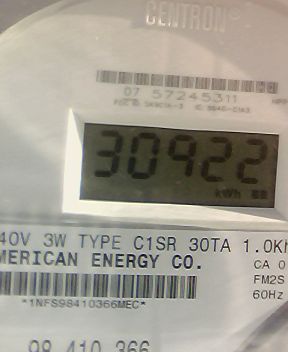 CENTRON®
07 57245311
30922
kWh
40V 3W TYPE C1SR 30TA 1.0Kh
MERICAN ENERGY CO.
CA 0
FM2S
60Hz
*1NFS98410366MEC*
98 410 366